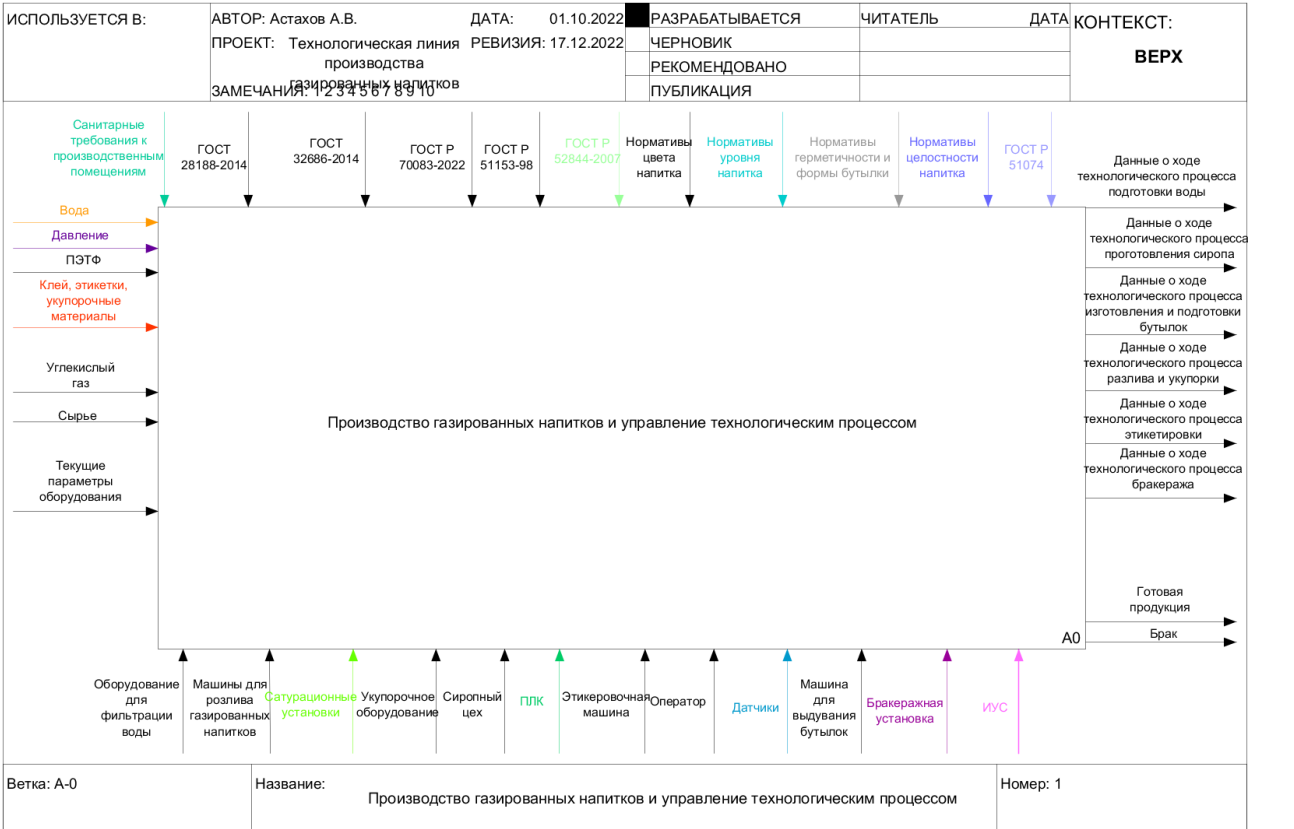 ИСПОЛЬЗУЕТСЯ В:
АВТОР: Астахов А.В.
ДАТА: 01.10.2022
ПРОЕКТ: Технологическая линия
производства
газированных напитков
РЕВИЗИЯ: 17.12.2022
ЗАМЕЧАНИЯ: 1 2 3 4 5 6 7 8 9 10
РАЗРАБАТЫВАЕТСЯ
ЧЕРНОВИК
РЕКОМЕНДОВАНО
ПУБЛИКАЦИЯ
ЧИТАТЕЛЬ
ДАТА
КОНТЕКСТ:
ВЕРХ
Санитарные
требования к
производственным
помещениям
ГОСТ
28188-2014
ГОСТ
32686-2014
ГОСТ Р
70083-2022
ГОСТ Р
51153-98
ГОСТ Р
52844-2007
Нормативы
цвета
напитка
Нормативы
уровня
напитка
Нормативы
герметичности и
формы бутылки
Нормативы
целостности
напитка
ГОСТ Р
51074
Вода
Давление
ПЭТФ
Клей, этикетки,
укупорочные
материалы
Углекислый
газ
Сырье
Текущие
параметры
оборудования
Производство газированных напитков и управление технологическим процессом
A0
Данные о ходе
технологического процесса
подготовки воды
Данные о ходе
технологического процесса
проготовления сиропа
Данные о ходе
технологического процесса
изготовления и подготовки
бутылок
Данные о ходе
технологического процесса
разлива и укупорки
Данные о ходе
технологического процесса
этикетировки
Данные о ходе
технологического процесса
бракеража
Готовая
продукция
Брак
Оборудование
для
фильтрации
воды
Машины для
розлива
газированных
напитков
Сатурационные
установки
Укупорочное
оборудование
Сиропный
цех
ПЛК
Этикеровочная
машина
Оператор
Датчики
Машина
для
выдувания
бутылок
Бракеражная
установка
ИУС
Ветка: А-0
Название:
Производство газированных напитков и управление технологическим процессом
Номер: 1